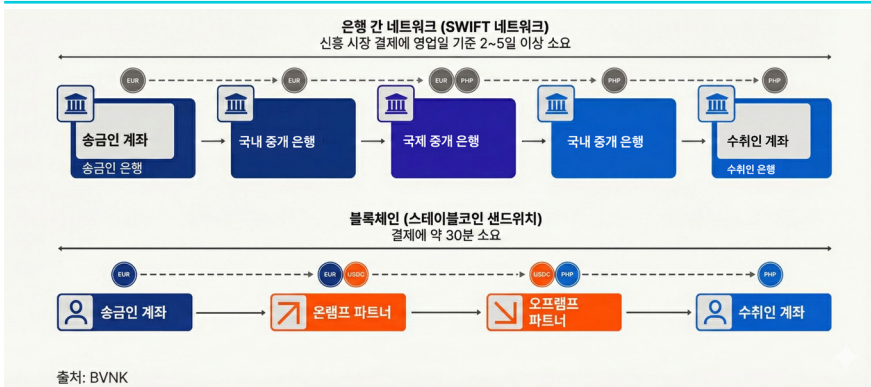 은행 간 네트워크 (SWIFT 네트워크)
신흥 시장 결제에 영업일 기준 2~5일 이상 소요
EUR
EUR
EUR PHP
PHP
PHP
송금인 계좌
송금인 은행
국내 중개 은행
국제 중개 은행
국내 중개 은행
수취인 계좌
수취인 은행
블록체인 (스테이블코인 샌드위치)
결제에 약 30분 소요
EUR
EUR USDC
USDC PHP
PHP
송금인 계좌
온램프 파트너
오프램프
파트너
수취인 계좌
출처: BVNK